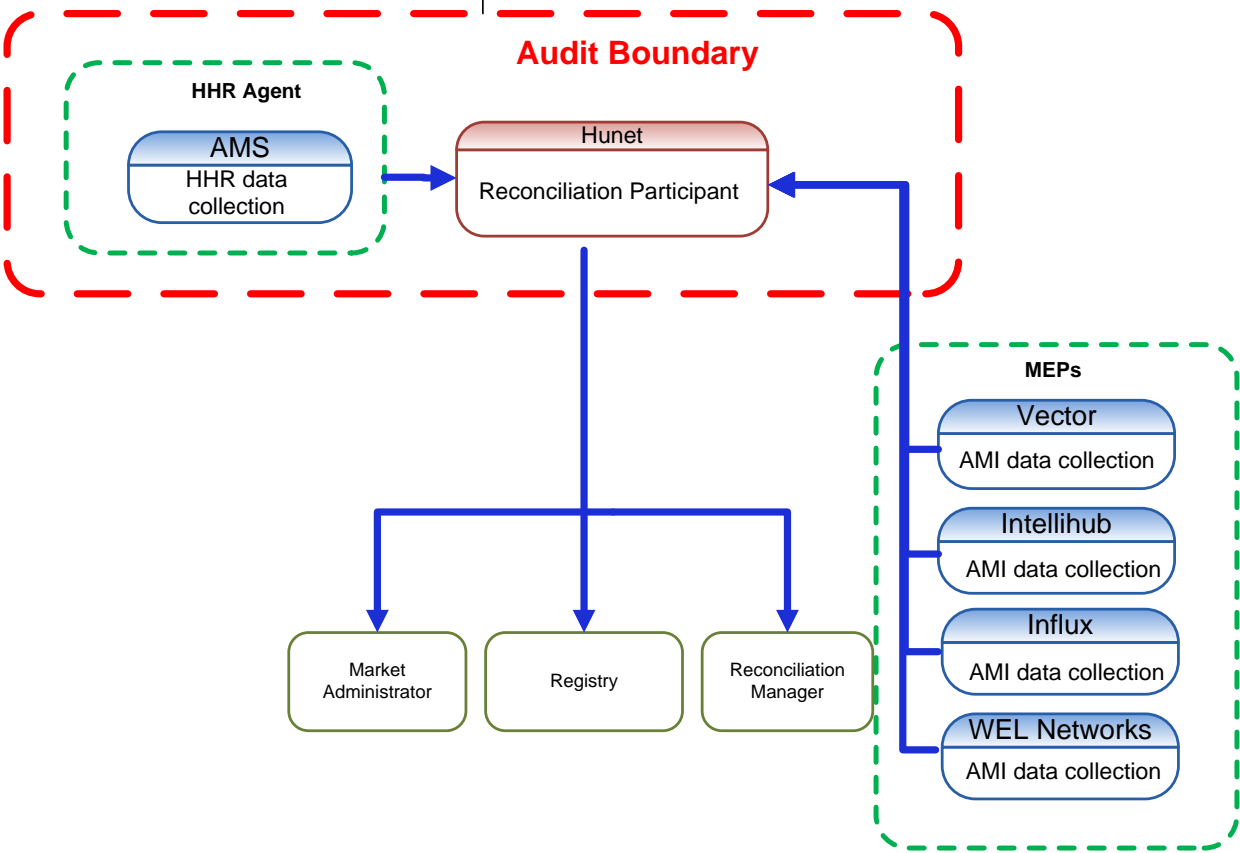 Audit Boundary
HHR Agent
AMS
HHR data
collection
Hunet
Reconciliation Participant
MEPs
Vector
AMI data collection
Intellihub
AMI data collection
Influx
AMI data collection
WEL Networks
AMI data collection
Market
Administrator
Registry
Reconciliation
Manager